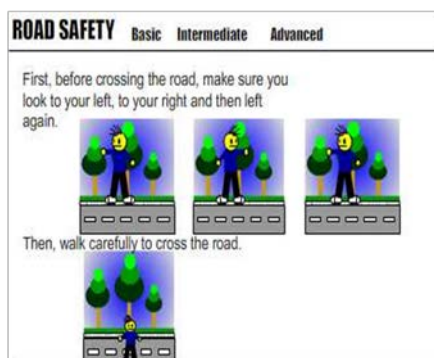 ROAD SAFETY Basic Intermediate Advanced
First, before crossing the road, make sure you
look to your left, to your right and then left
again.
Then, walk carefully to cross the road.